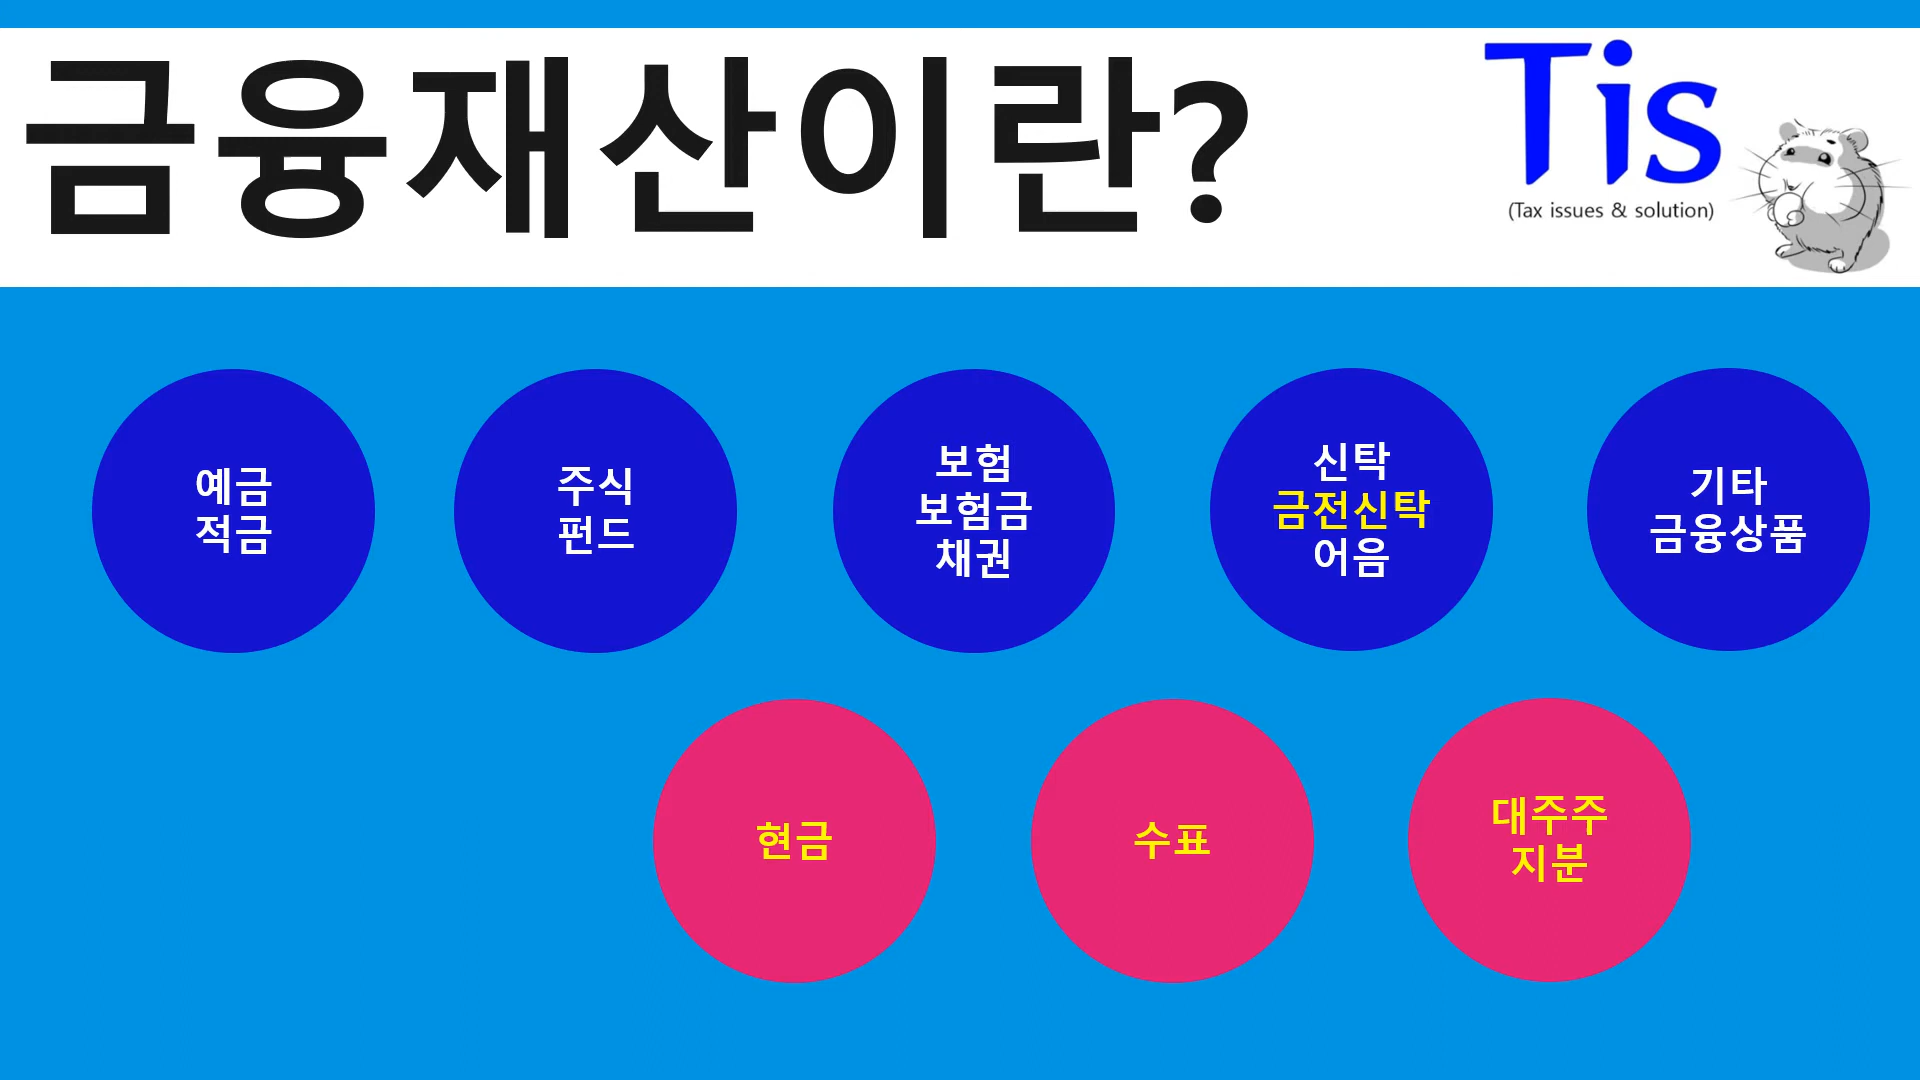 금융재산이란?
Tis
(Tax issues & solution)
예금
적금
주식
펀드
보험
보험금
채권
신탁
금전신탁
어음
기타
금융상품
현금
수표
대주주
지분